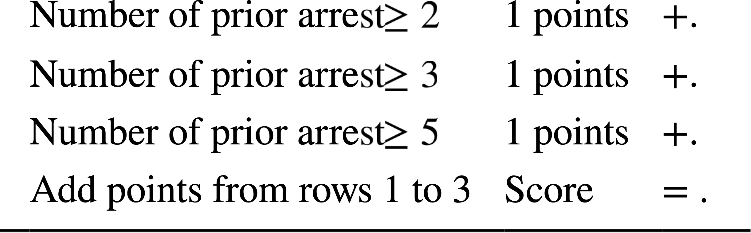 Number of prior arrest≥ 2 1 points +.
Number of prior arrest≥ 3 1 points +.
Number of prior arrest≥ 5 1 points +.
Add points from rows 1 to 3 Score = .